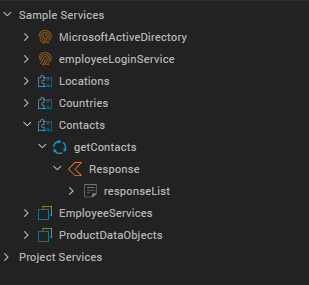 Sample Services
MicrosoftActiveDirectory
employeeLoginService
Locations
Countries
Contacts
getContacts
Response
responseList
EmployeeServices
ProductDataObjects
Project Services